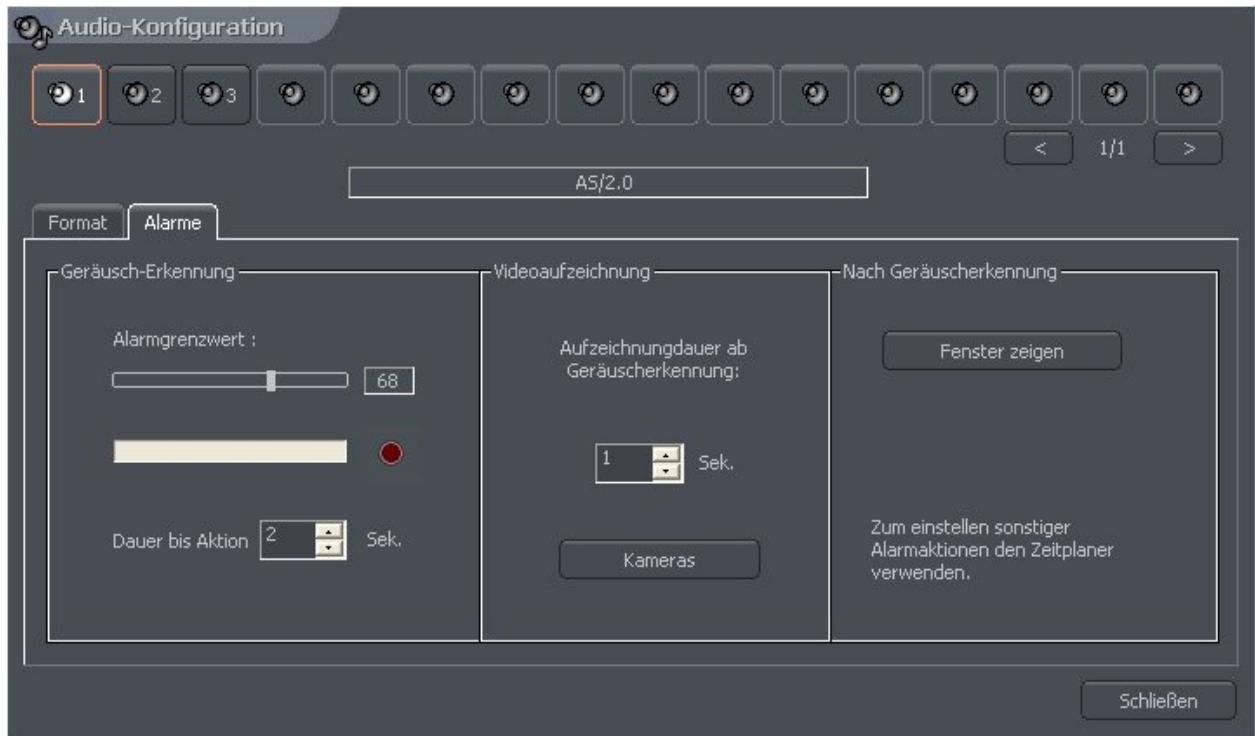 Audio-Konfiguration
1 2 3
< 1/1 >
AS/2.0
Format Alarme
Geräusch-Erkennung
Alarmgrenzwert :
68
Dauer bis Aktion 2 Sek.
Videoaufzeichnung
Aufzeichnungdauer ab
Geräuscherkennung:
1 Sek.
Kameras
Nach Geräuscherkennung
Fenster zeigen
Zum einstellen sonstiger
Alarmaktionen den Zeitplaner
verwenden.
Schließen